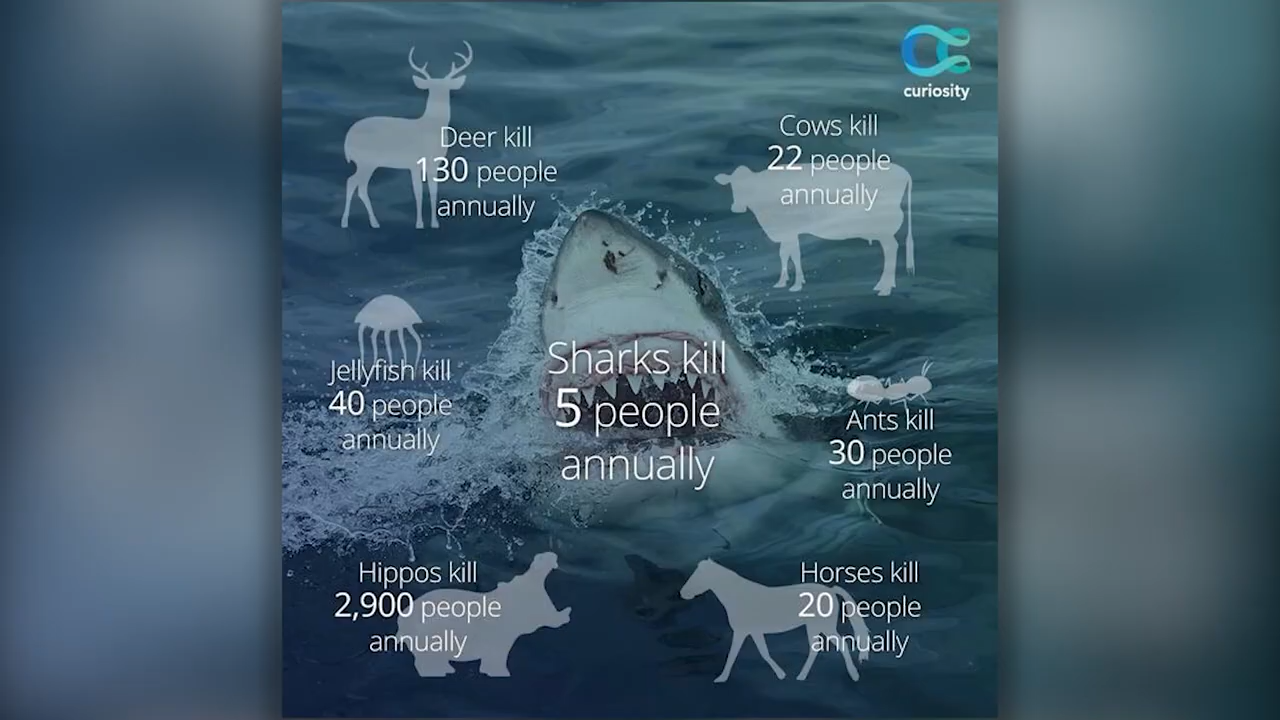 curiosity
Deer kill
130 people
annually
Cows kill
22 people
annually
Jellyfish kill
40 people
annually
Sharks kill
5 people
annually
Ants kill
30 people
annually
Hippos kill
2,900 people
annually
Horses kill
20 people
annually